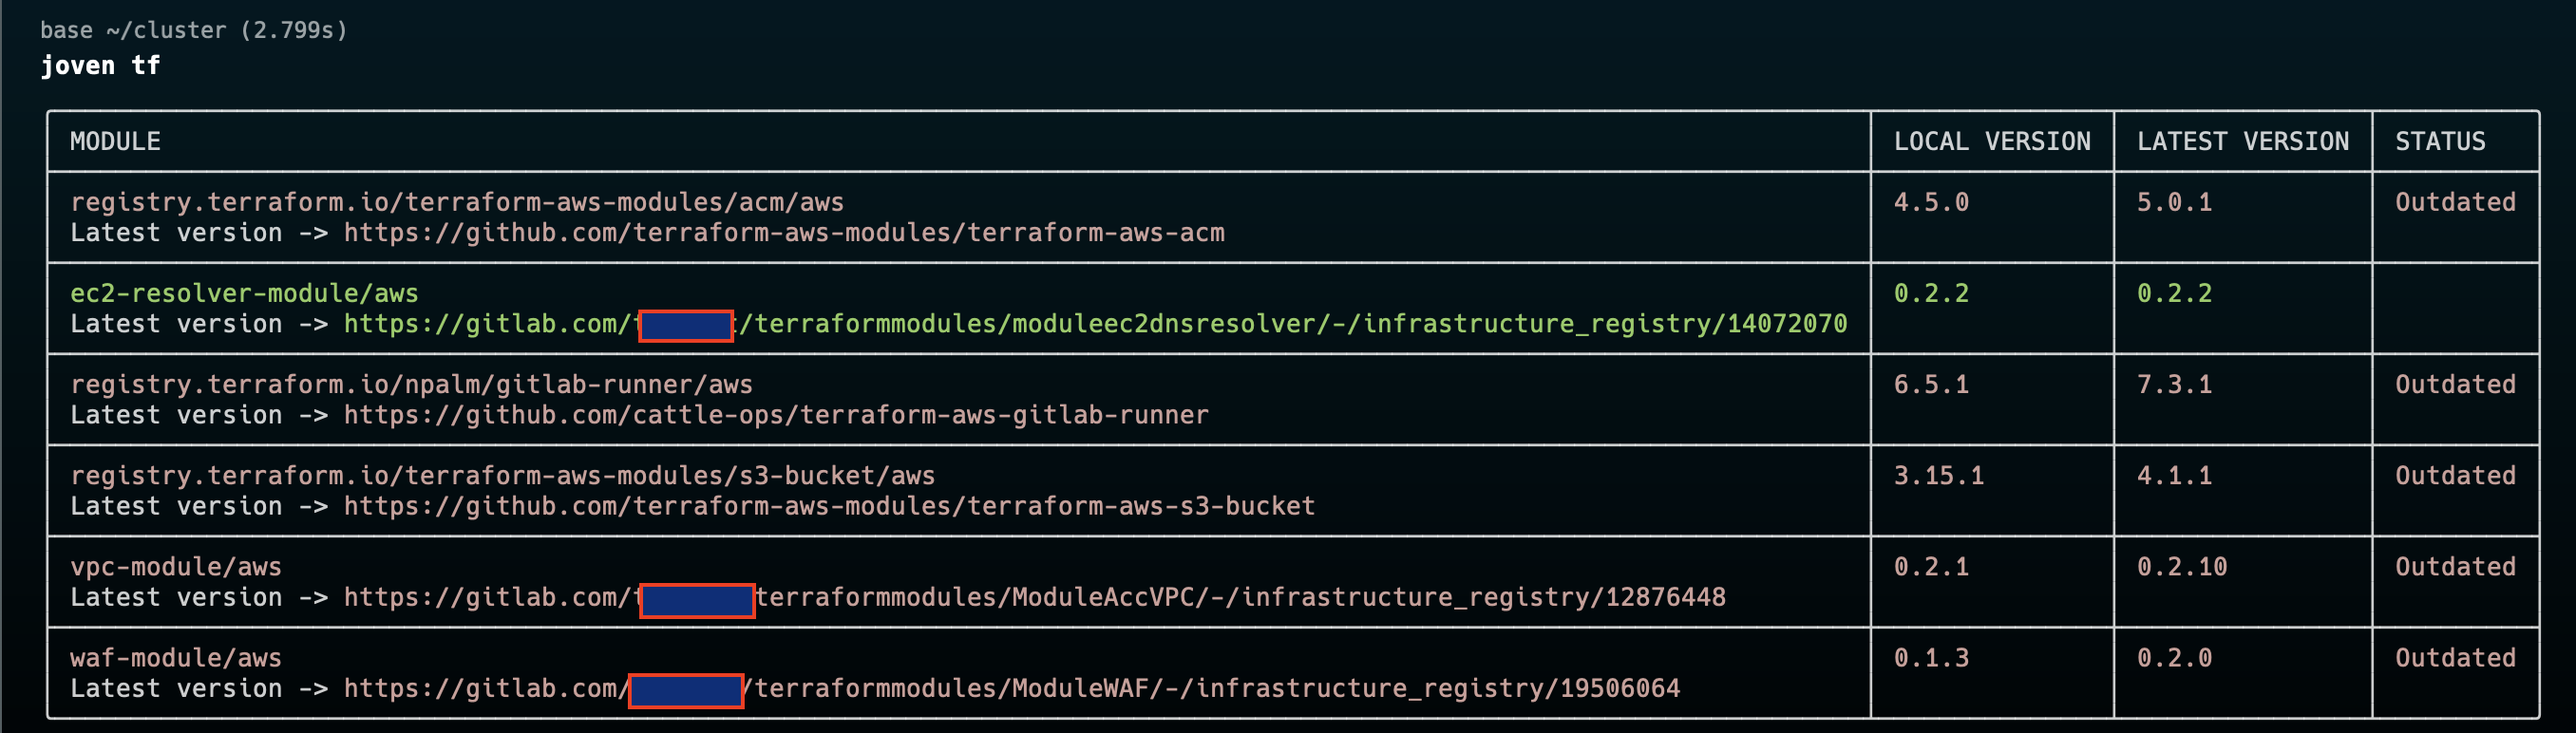 base ~/cluster (2.799s)
joven tf
MODULE LOCAL VERSION LATEST VERSION STATUS
registry.terraform.io/terraform-aws-modules/acm/aws 4.5.0 5.0.1 Outdated
Latest version -> https://github.com/terraform-aws-modules/terraform-aws-acm
ec2-resolver-module/aws 0.2.2 0.2.2
Latest version -> https://gitlab.com/ /terraformmodules/moduleec2dnsresolver/-/infrastructure_registry/14072070
registry.terraform.io/npalm/gitlab-runner/aws 6.5.1 7.3.1 Outdated
Latest version -> https://github.com/cattle-ops/terraform-aws-gitlab-runner
registry.terraform.io/terraform-aws-modules/s3-bucket/aws 3.15.1 4.1.1 Outdated
Latest version -> https://github.com/terraform-aws-modules/terraform-aws-s3-bucket
vpc-module/aws 0.2.1 0.2.10 Outdated
Latest version -> https://gitlab.com/ terraformmodules/ModuleAccVPC/-/infrastructure_registry/12876448
waf-module/aws 0.1.3 0.2.0 Outdated
Latest version -> https://gitlab.com/ /terraformmodules/ModuleWAF/-/infrastructure_registry/19506064